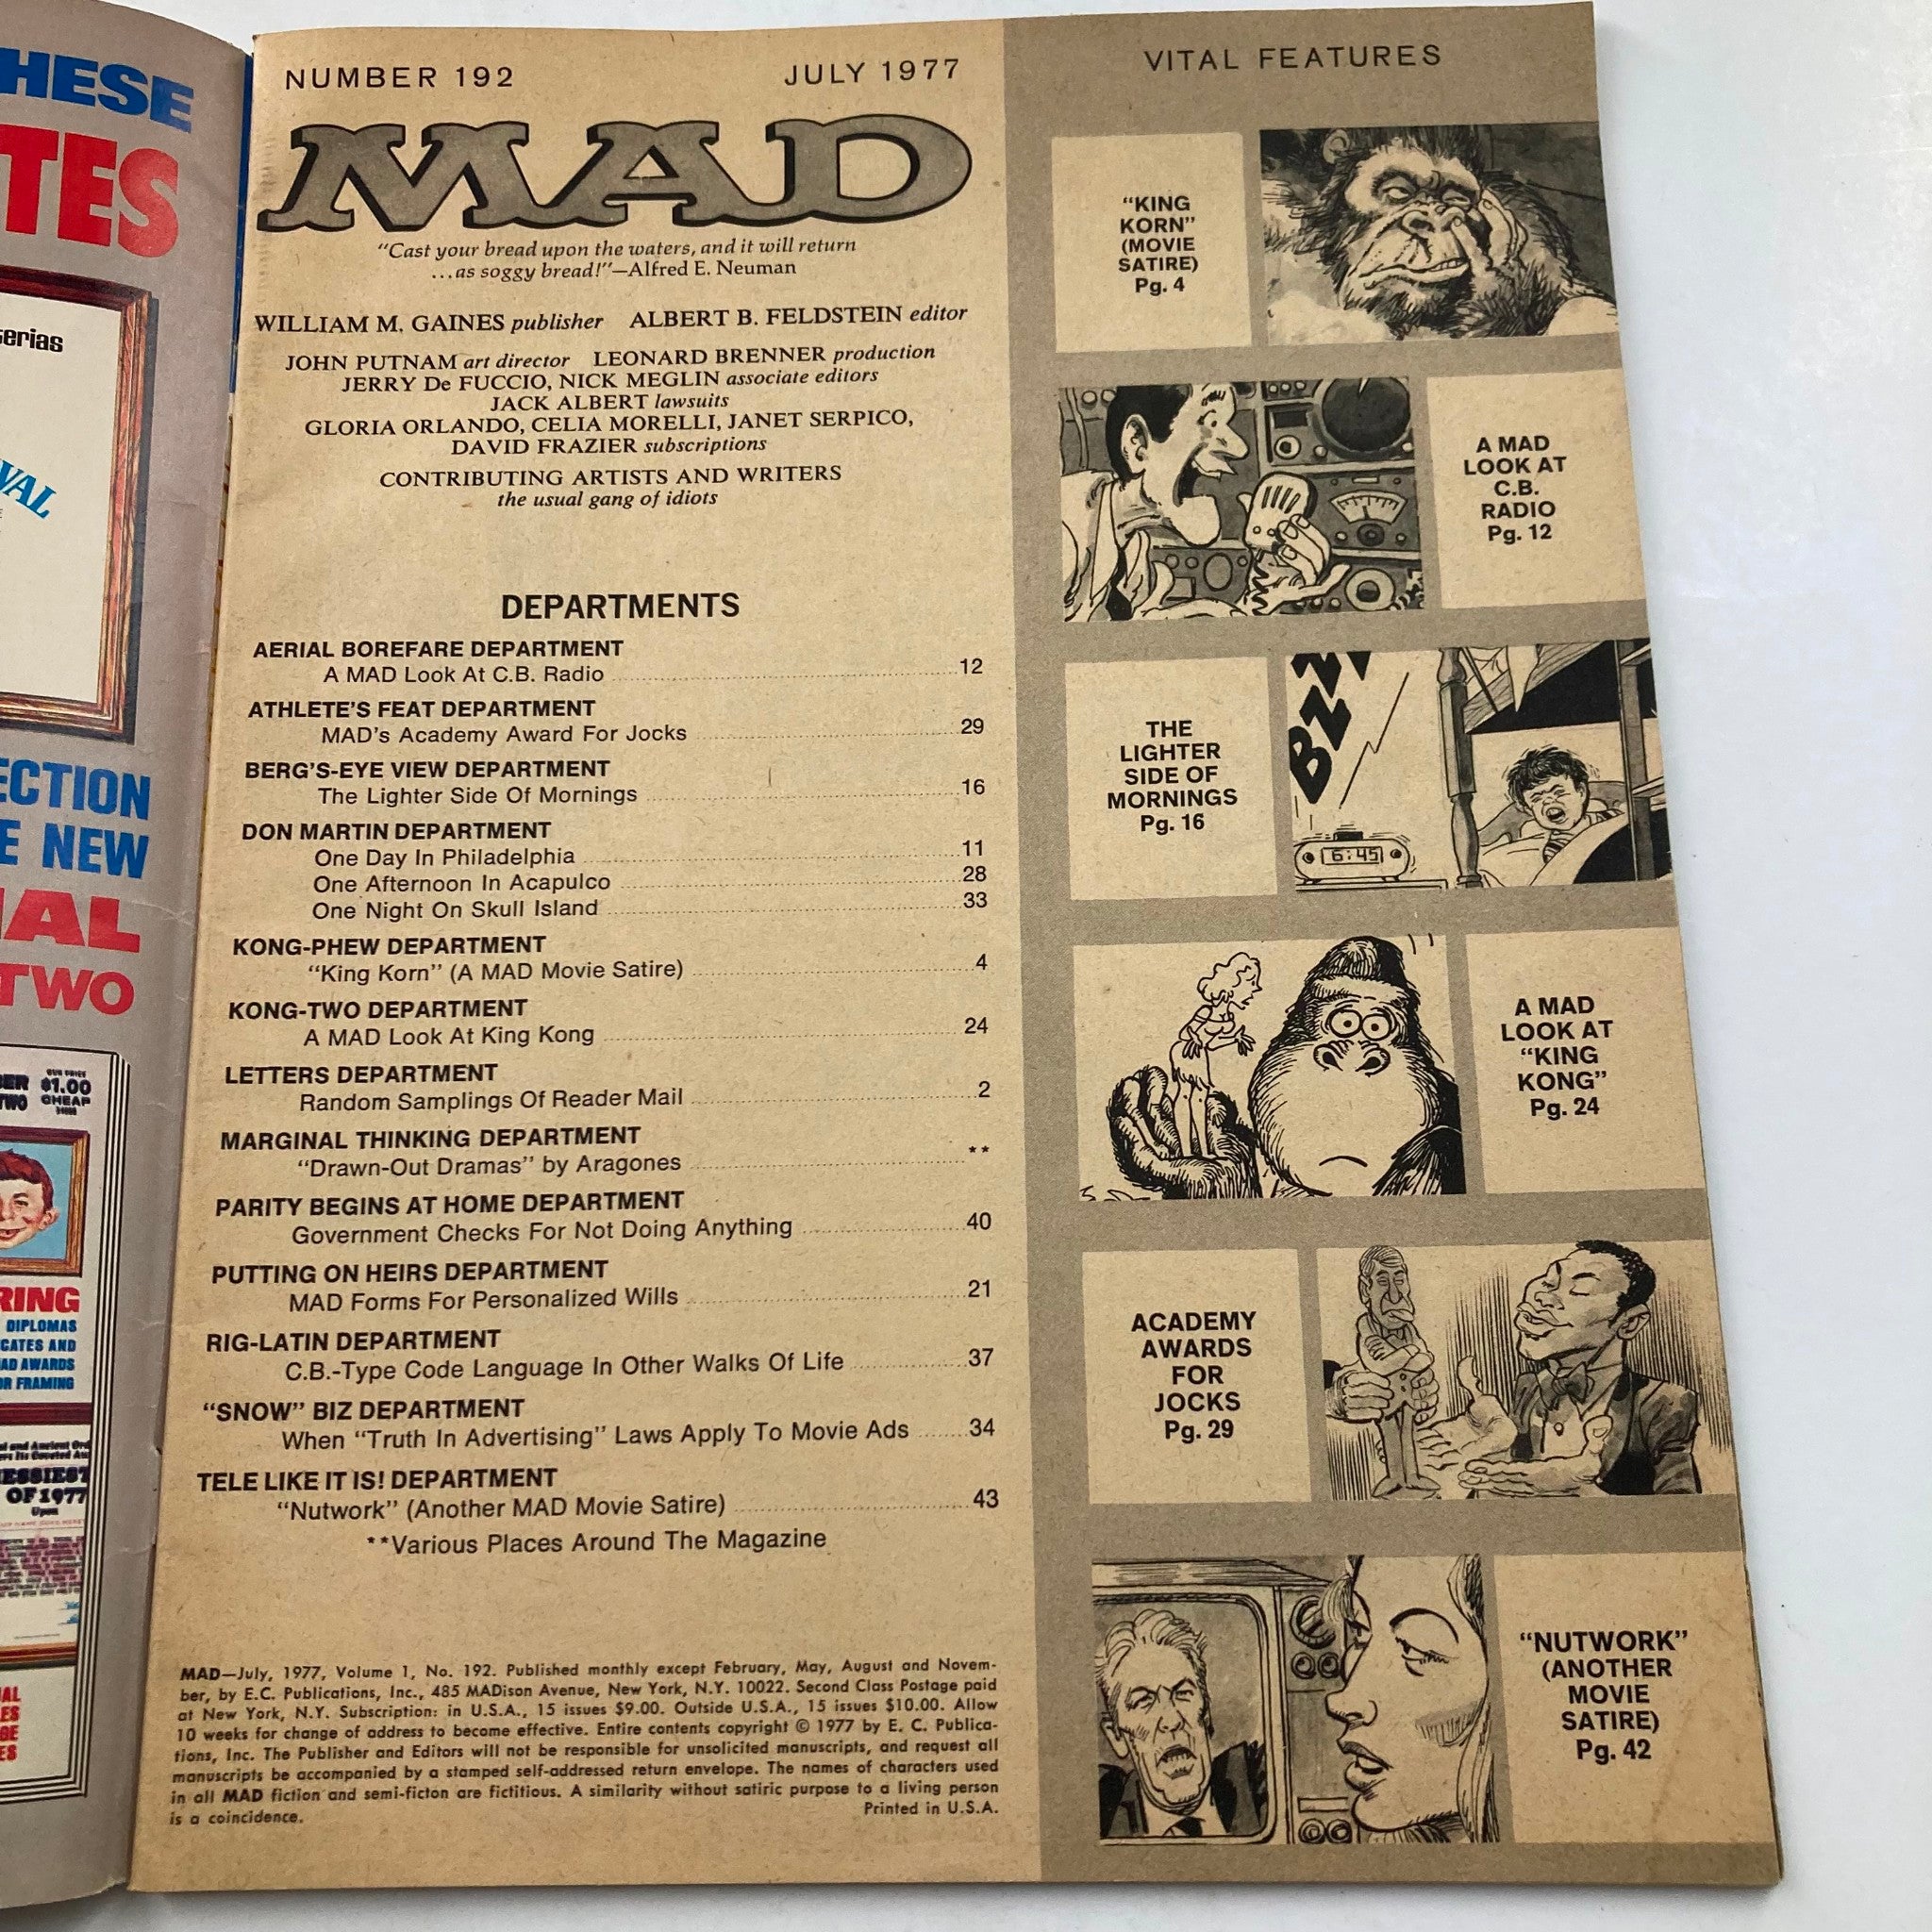 HESE
TES
serias
VAL
ECTION
E NEW
IAL
TWO
BER
TWO
OUR PRICE
$1.00
CHEAP
RING
DIPLOMAS
CATES AND
AD AWARDS
OR FRAMING
ESSIEST
OF 1977
Upon
AL
ES
GE
ES
NUMBER 192 JULY 1977
MAD
“Cast your bread upon the waters, and it will return
...as soggy bread!”—Alfred E. Neuman
WILLIAM M. GAINES publisher ALBERT B. FELDSTEIN editor
JOHN PUTNAM art director LEONARD BRENNER production
JERRY De FUCCIO, NICK MEGLIN associate editors
JACK ALBERT lawsuits
GLORIA ORLANDO, CELIA MORELLI, JANET SERPICO,
DAVID FRAZIER subscriptions
CONTRIBUTING ARTISTS AND WRITERS
the usual gang of idiots
DEPARTMENTS
AERIAL BOREFARE DEPARTMENT
A MAD Look At C.B. Radio 12
ATHLETE’S FEAT DEPARTMENT
MAD’s Academy Award For Jocks 29
BERG’S-EYE VIEW DEPARTMENT
The Lighter Side Of Mornings 16
DON MARTIN DEPARTMENT
One Day In Philadelphia 11
One Afternoon In Acapulco 28
One Night On Skull Island 33
KONG-PHEW DEPARTMENT
“King Korn” (A MAD Movie Satire) 4
KONG-TWO DEPARTMENT
A MAD Look At King Kong 24
LETTERS DEPARTMENT
Random Samplings Of Reader Mail 2
MARGINAL THINKING DEPARTMENT
“Drawn-Out Dramas” by Aragones **
PARITY BEGINS AT HOME DEPARTMENT
Government Checks For Not Doing Anything 40
PUTTING ON HEIRS DEPARTMENT
MAD Forms For Personalized Wills 21
RIG-LATIN DEPARTMENT
C.B.-Type Code Language In Other Walks Of Life 37
“SNOW” BIZ DEPARTMENT
When “Truth In Advertising” Laws Apply To Movie Ads 34
TELE LIKE IT IS! DEPARTMENT
“Nutwork” (Another MAD Movie Satire) 43
**Various Places Around The Magazine
MAD—July, 1977, Volume 1, No. 192. Published monthly except February, May, August and Novem-
ber, by E.C. Publications, Inc., 485 MADison Avenue, New York, N.Y. 10022. Second Class Postage paid
at New York, N.Y. Subscription: in U.S.A., 15 issues $9.00. Outside U.S.A., 15 issues $10.00. Allow
10 weeks for change of address to become effective. Entire contents copyright © 1977 by E. C. Publica-
tions, Inc. The Publisher and Editors will not be responsible for unsolicited manuscripts, and request all
manuscripts be accompanied by a stamped self-addressed return envelope. The names of characters used
in all MAD fiction and semi-ficton are fictitious. A similarity without satiric purpose to a living person
is a coincidence. Printed in U.S.A.
VITAL FEATURES
“KING
KORN”
(MOVIE
SATIRE)
Pg. 4
A MAD
LOOK AT
C.B.
RADIO
Pg. 12
THE
LIGHTER
SIDE OF
MORNINGS
Pg. 16
6:45
A MAD
LOOK AT
“KING
KONG”
Pg. 24
ACADEMY
AWARDS
FOR
JOCKS
Pg. 29
“NUTWORK”
(ANOTHER
MOVIE
SATIRE)
Pg. 42